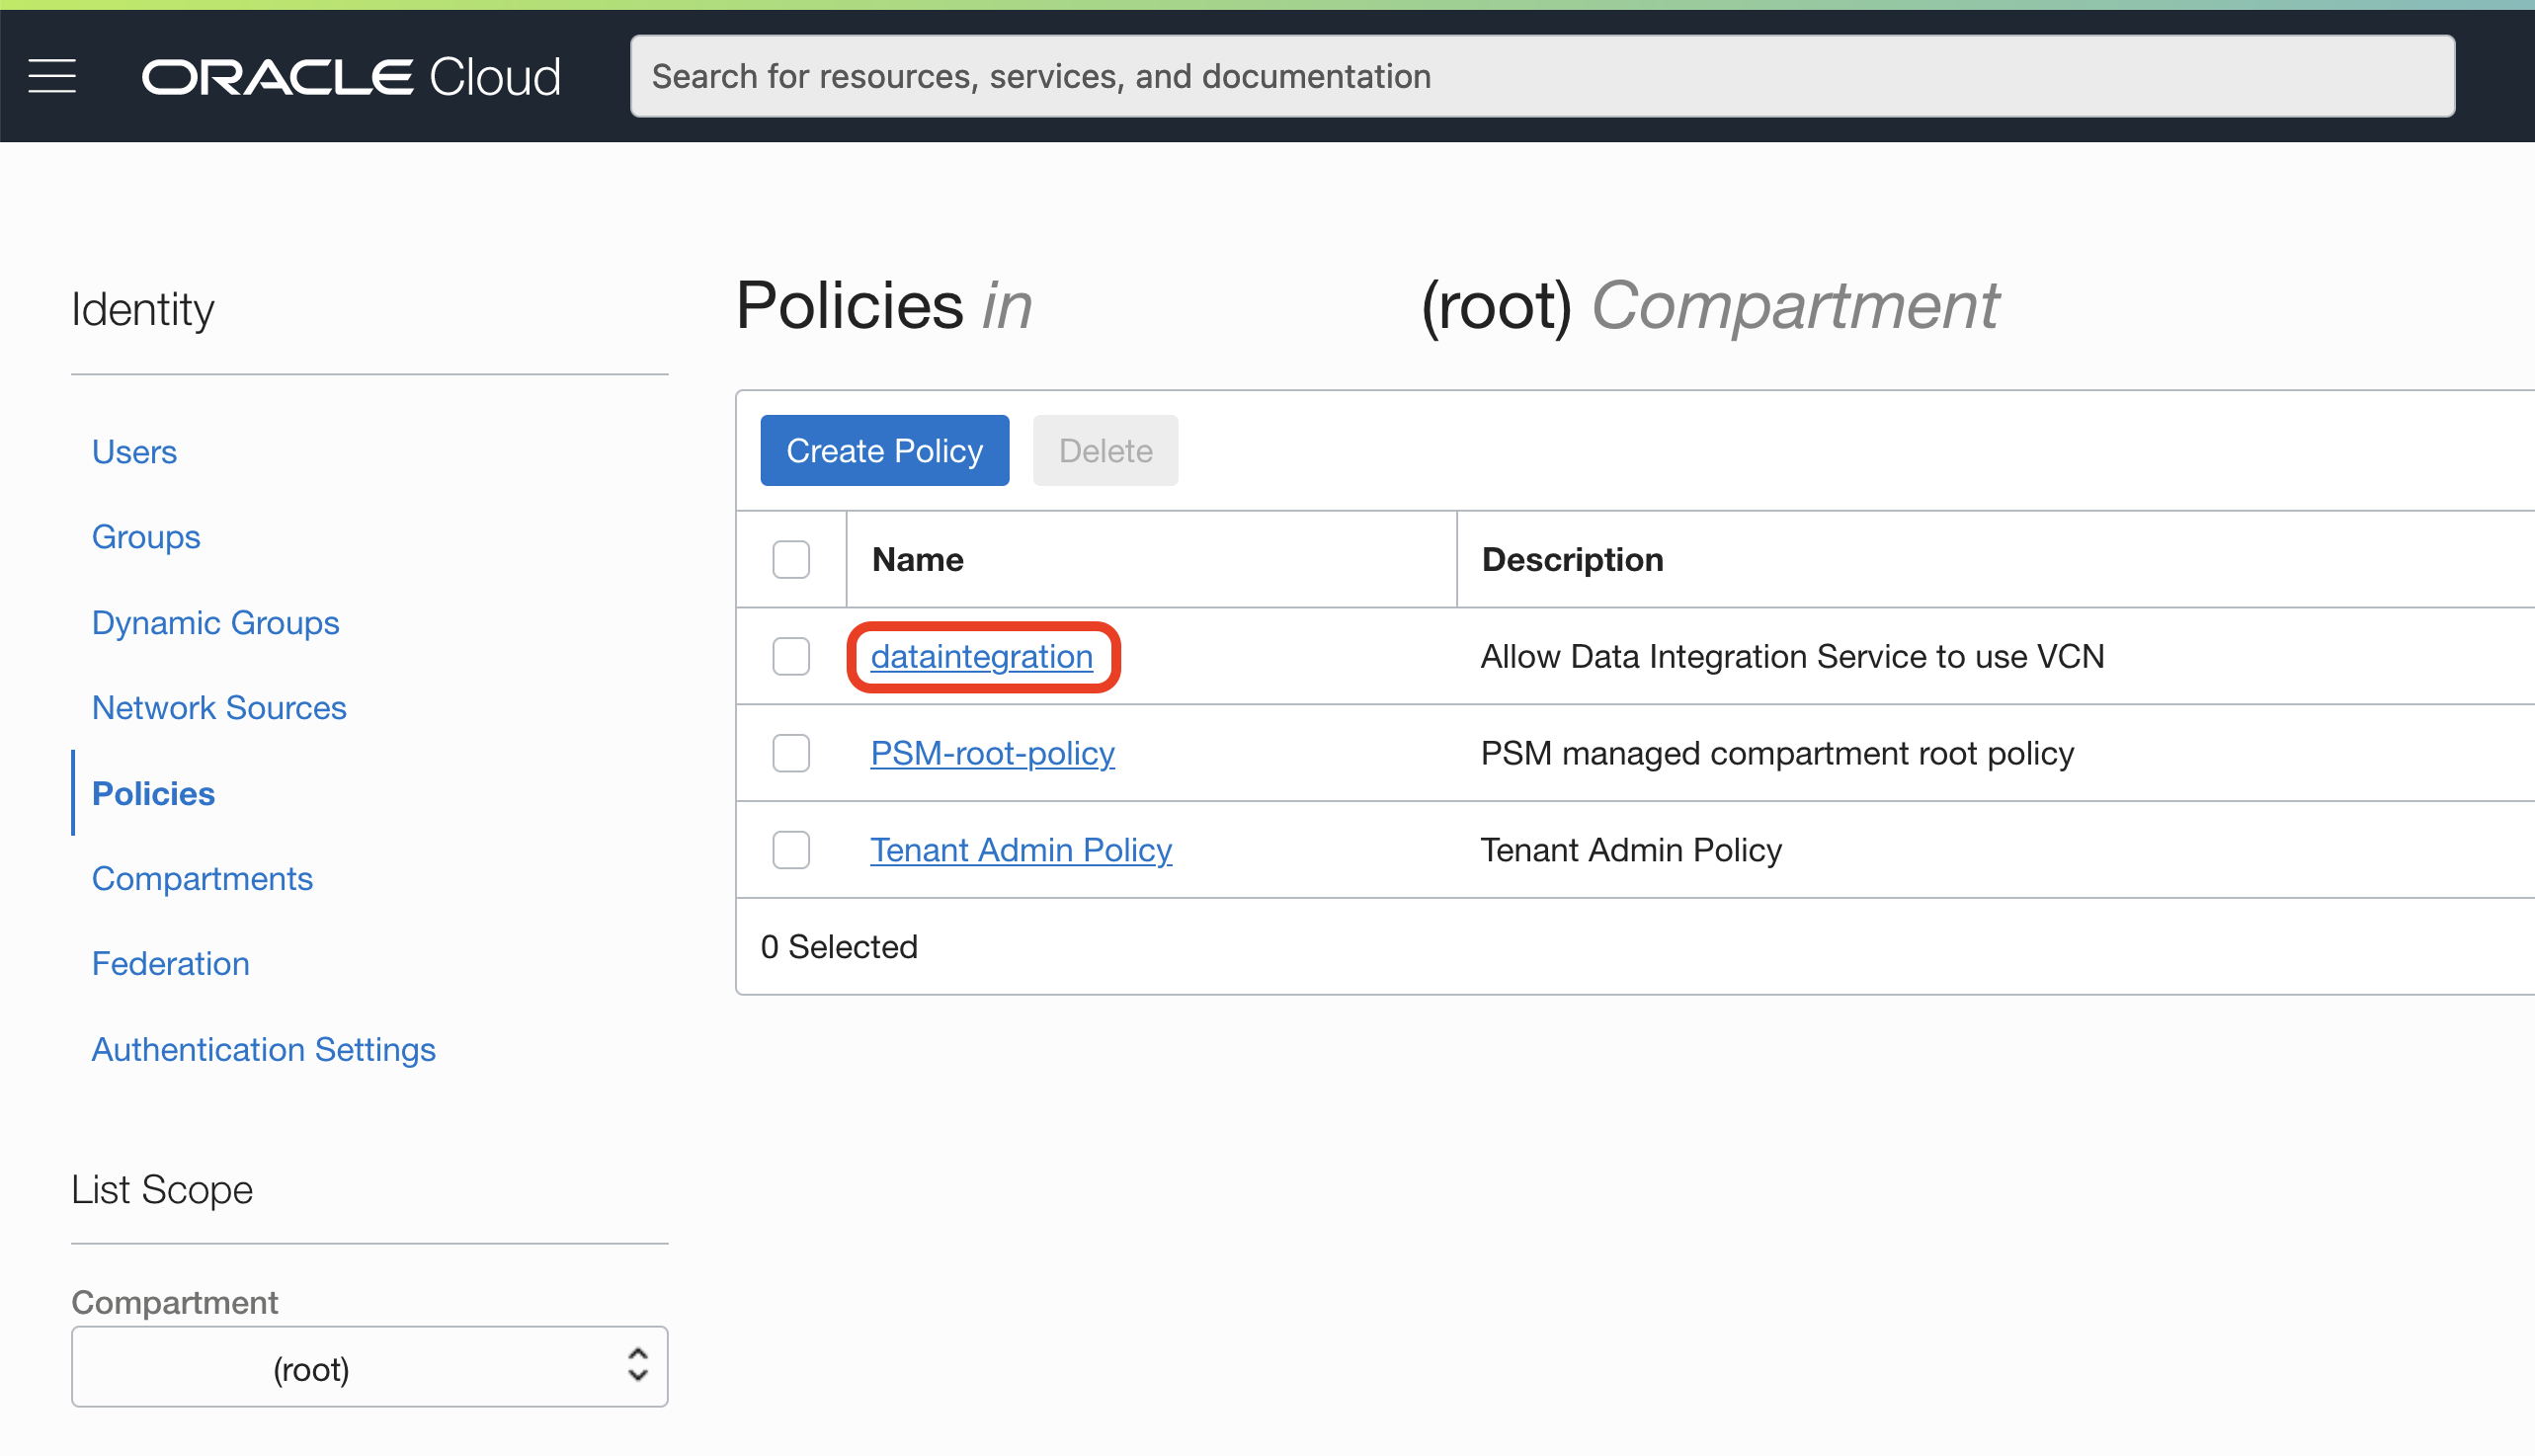 ORACLE Cloud
Search for resources, services, and documentation
Identity
Users
Groups
Dynamic Groups
Network Sources
Policies
Compartments
Federation
Authentication Settings
List Scope
Compartment
(root)
Policies in (root) Compartment
Create Policy Delete
Name Description
dataintegration Allow Data Integration Service to use VCN
PSM-root-policy PSM managed compartment root policy
Tenant Admin Policy Tenant Admin Policy
0 Selected